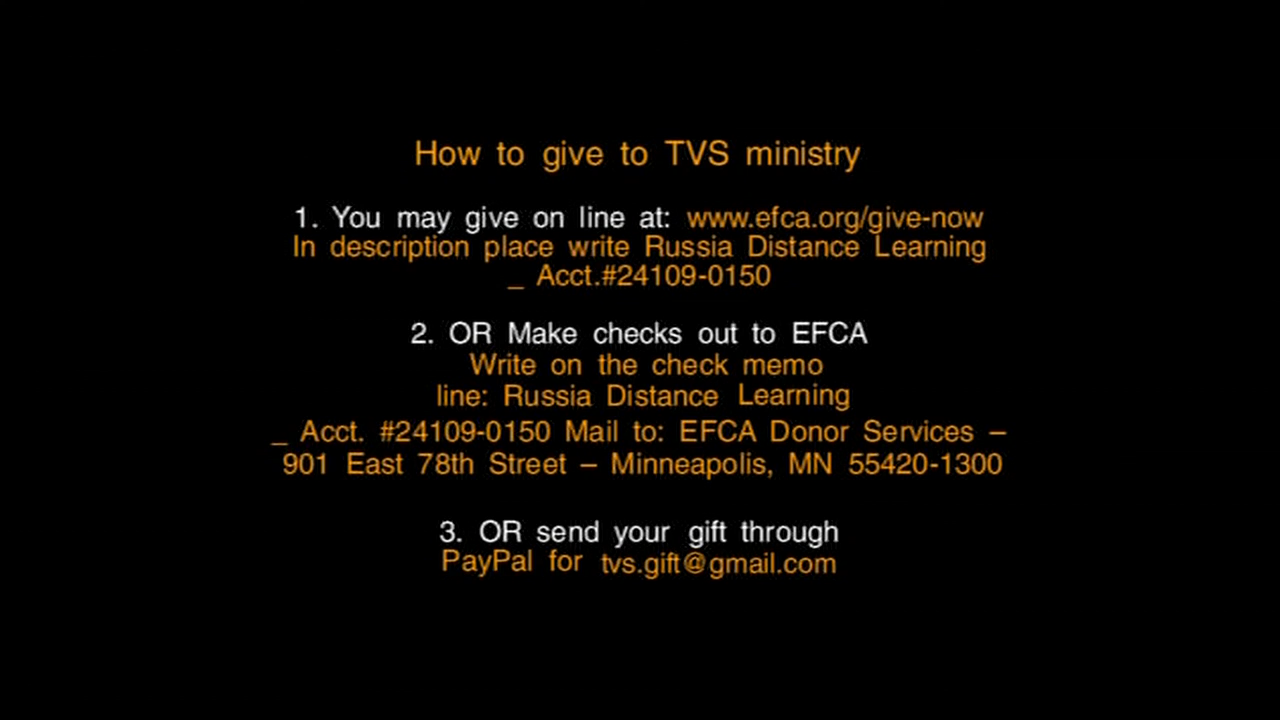 How to give to TVS ministry
1. You may give on line at: www.efca.org/give-now
In description place write Russia Distance Learning
_ Acct.#24109-0150
2. OR Make checks out to EFCA
Write on the check memo
line: Russia Distance Learning
_ Acct. #24109-0150 Mail to: EFCA Donor Services –
901 East 78th Street – Minneapolis, MN 55420-1300
3. OR send your gift through
PayPal for tvs.gift@gmail.com